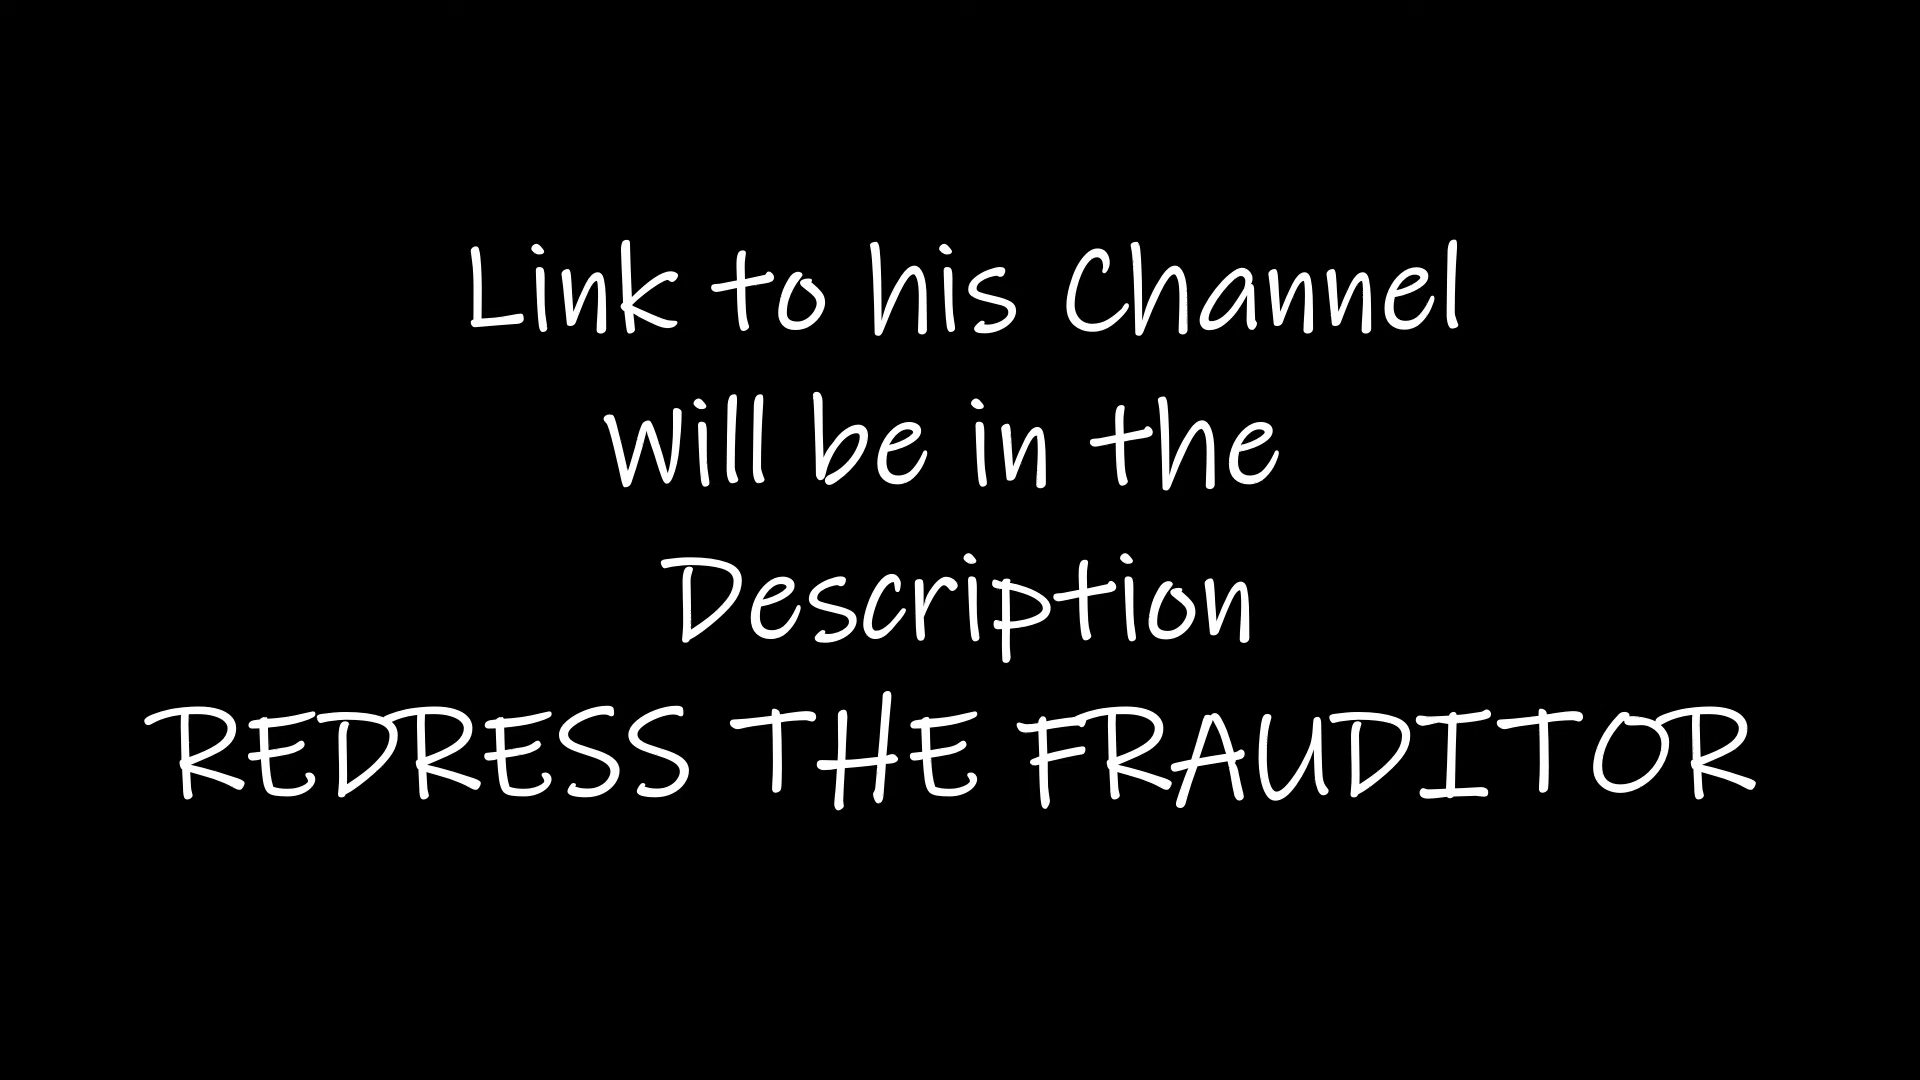 Link to his Channel
Will be in the
Description
REDRESS THE FRAUDITOR